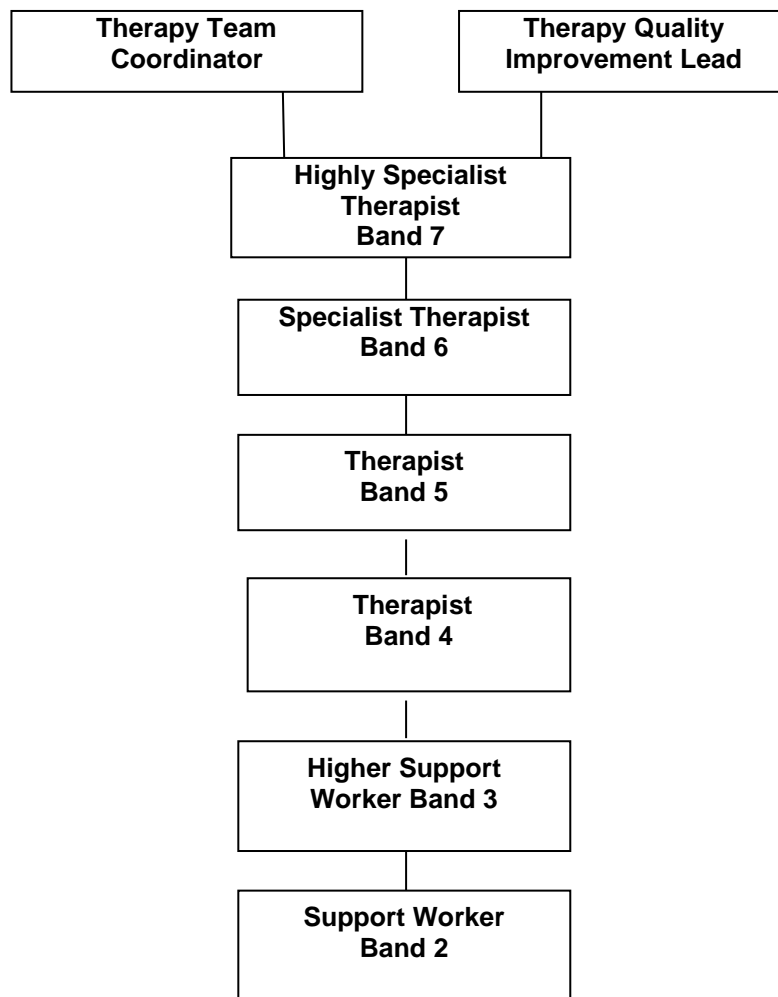 Therapy Team
Coordinator
Therapy Quality
Improvement Lead
Highly Specialist
Therapist
Band 7
Specialist Therapist
Band 6
Therapist
Band 5
Therapist
Band 4
Higher Support
Worker Band 3
Support Worker
Band 2